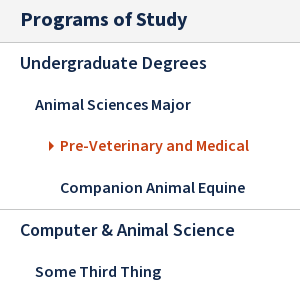 Programs of Study
Undergraduate Degrees
Animal Sciences Major
Pre-Veterinary and Medical
Companion Animal Equine
Computer & Animal Science
Some Third Thing